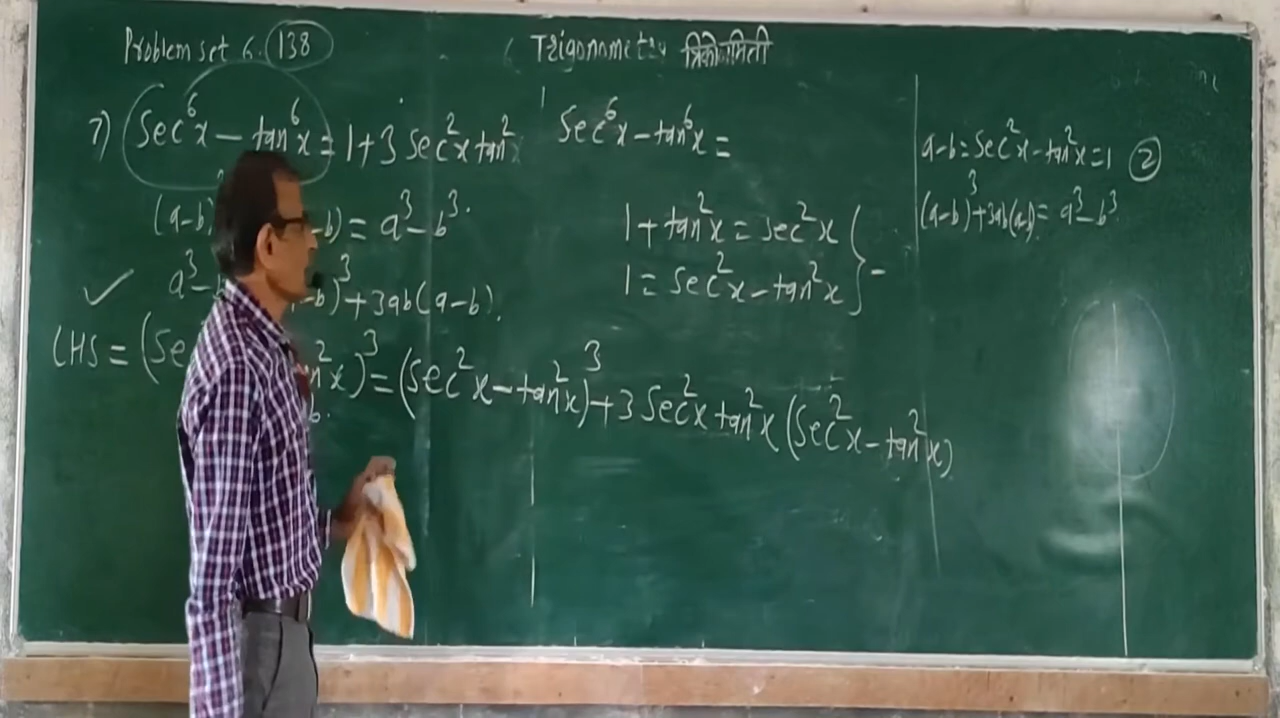 Problem set 6. 138
Trigonometry त्रिकोणमिती
7) sec⁶x − tan⁶x = 1 + 3 sec²x tan²
(a−b) −b) = a³ − b³.
a³ − −b)³ + 3ab(a−b).
LHS = (Se n²x)³ = (sec²x − tan²x)³ + 3 sec²x tan²x (sec²x − tan²x)
b.
sec⁶x − tan⁶x =
1 + tan²x = sec²x
1 = sec²x − tan²x } −
a−b = sec²x − tan²x = 1 ②
(a−b)³ + 3ab(a−b) = a³ − b³.